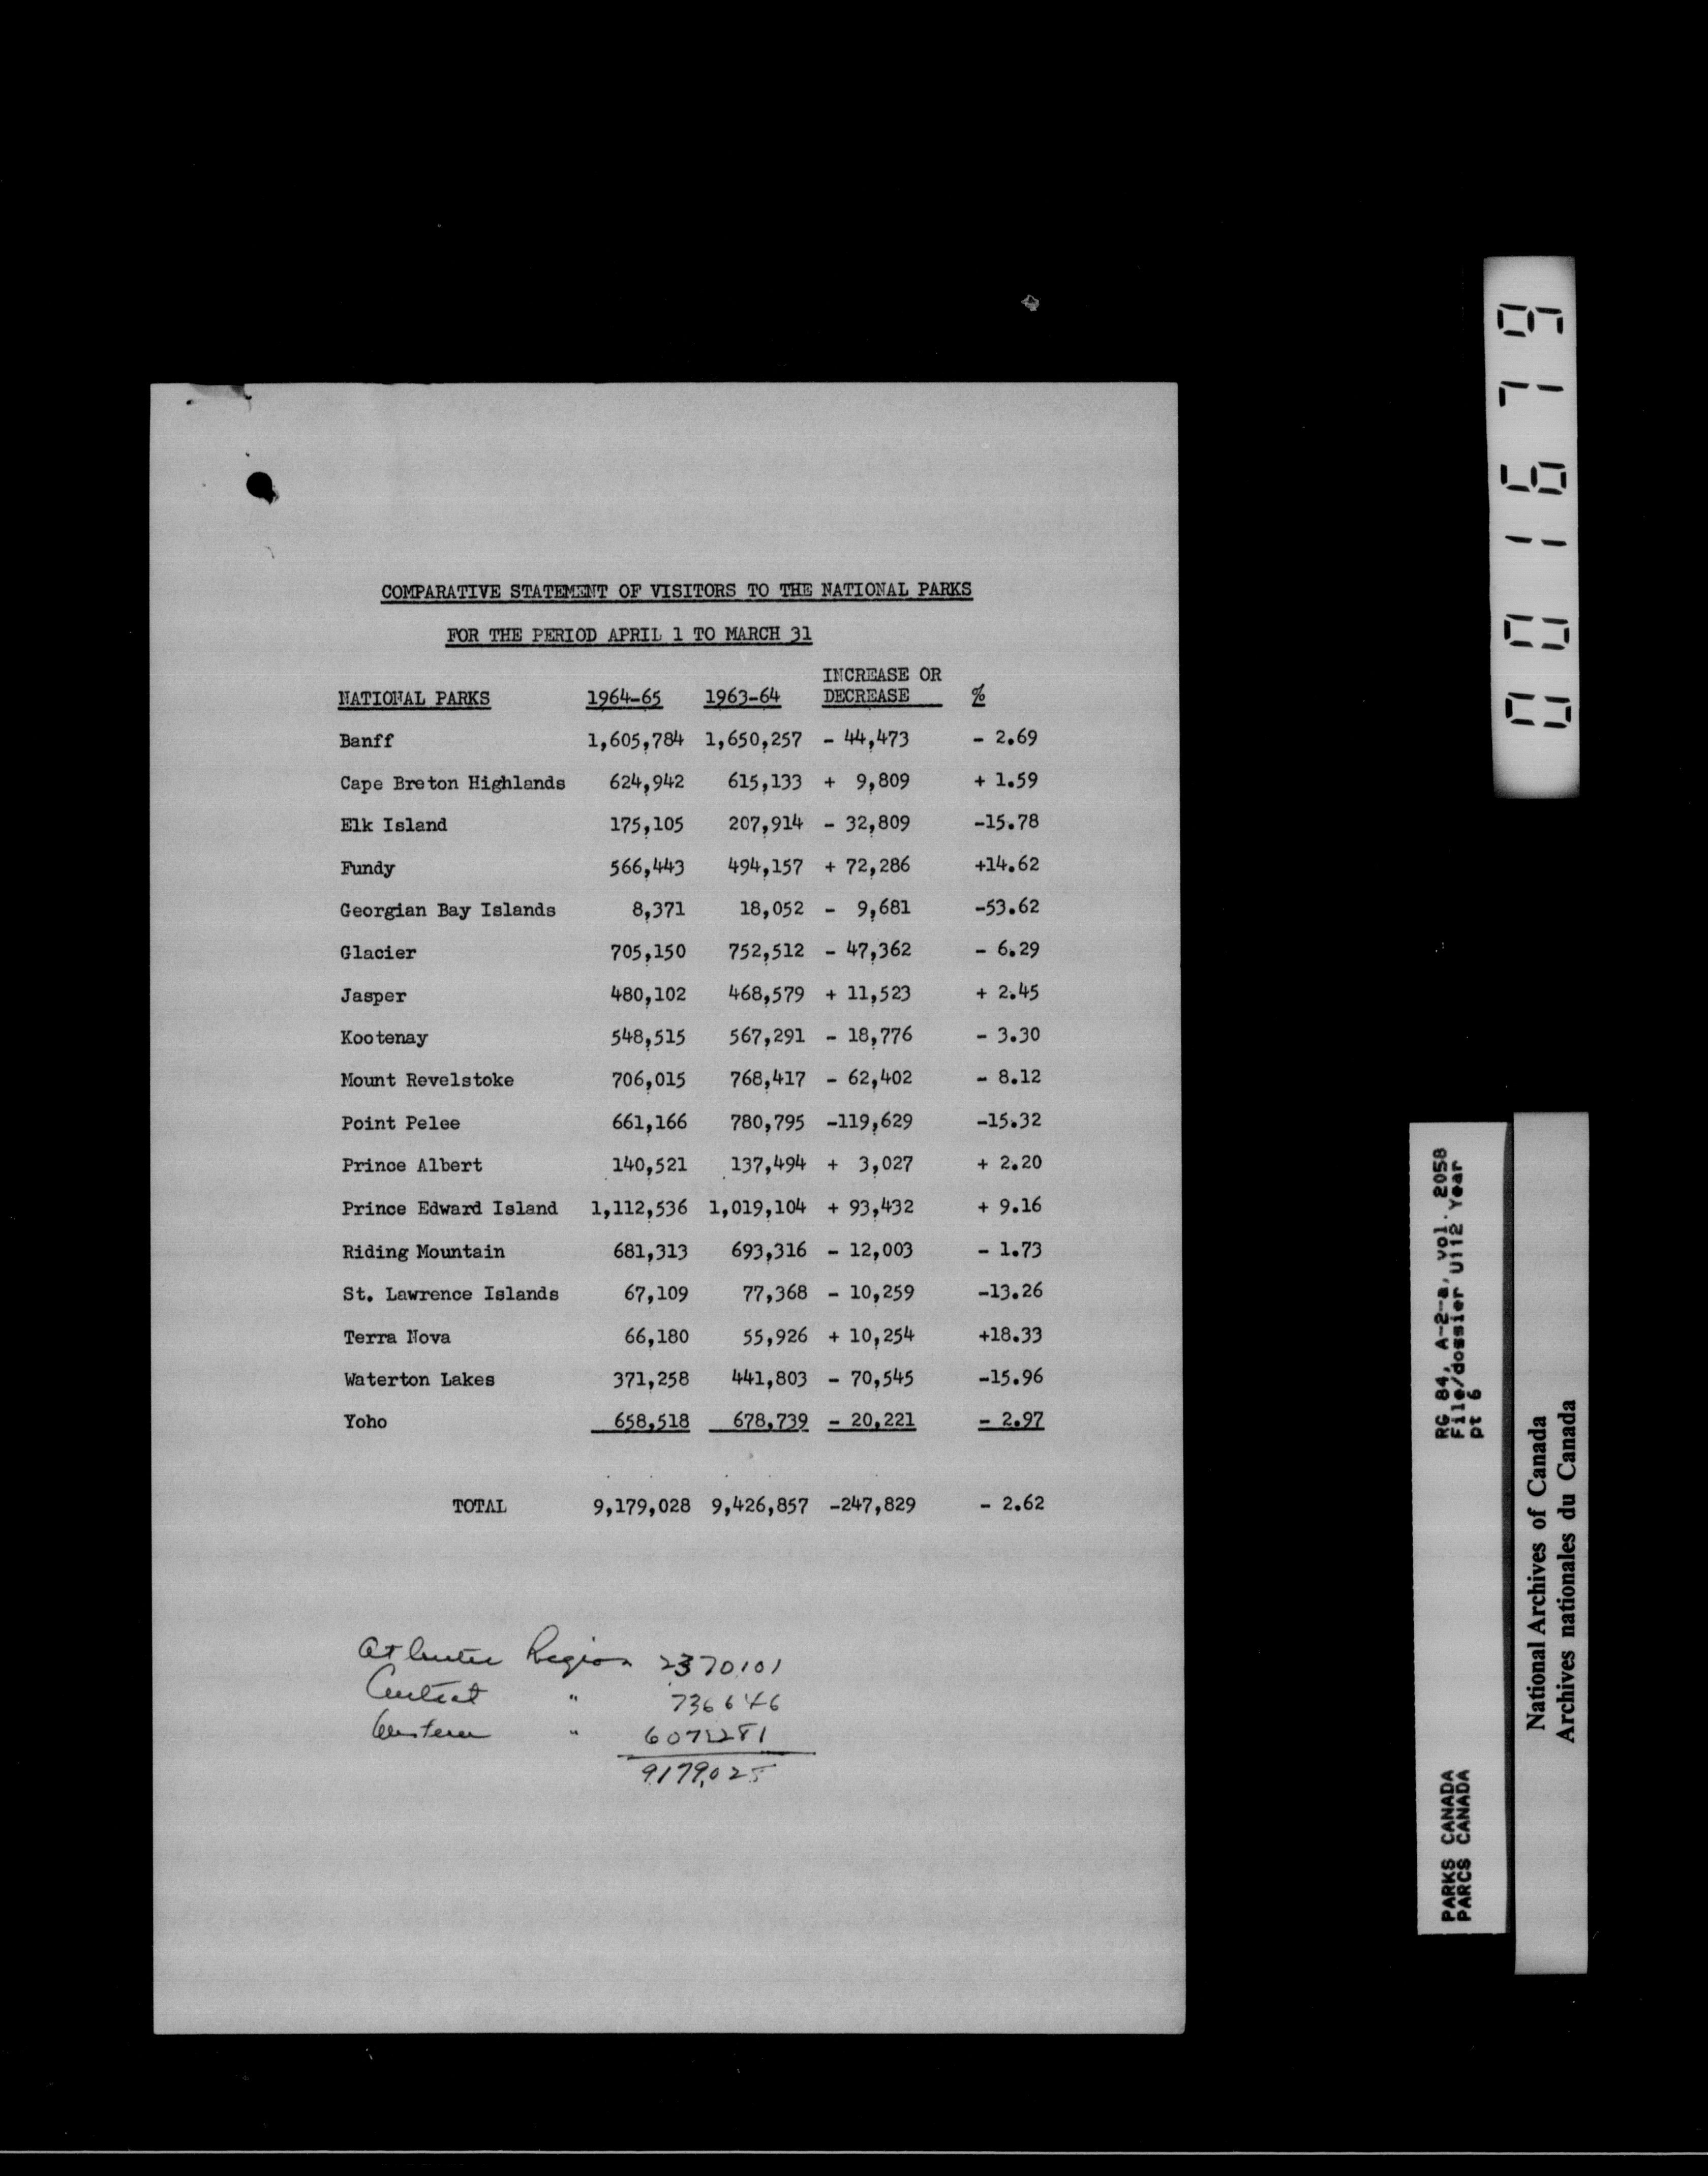 COMPARATIVE STATEMENT OF VISITORS TO THE NATIONAL PARKS
FOR THE PERIOD APRIL 1 TO MARCH 31
NATIONAL PARKS 1964-65 1963-64 INCREASE OR DECREASE %
Banff 1,605,784 1,650,257 - 44,473 - 2.69
Cape Breton Highlands 624,942 615,133 + 9,809 + 1.59
Elk Island 175,105 207,914 - 32,809 -15.78
Fundy 566,443 494,157 + 72,286 +14.62
Georgian Bay Islands 8,371 18,052 - 9,681 -53.62
Glacier 705,150 752,512 - 47,362 - 6.29
Jasper 480,102 468,579 + 11,523 + 2.45
Kootenay 548,515 567,291 - 18,776 - 3.30
Mount Revelstoke 706,015 768,417 - 62,402 - 8.12
Point Pelee 661,166 780,795 -119,629 -15.32
Prince Albert 140,521 137,494 + 3,027 + 2.20
Prince Edward Island 1,112,536 1,019,104 + 93,432 + 9.16
Riding Mountain 681,313 693,316 - 12,003 - 1.73
St. Lawrence Islands 67,109 77,368 - 10,259 -13.26
Terra Nova 66,180 55,926 + 10,254 +18.33
Waterton Lakes 371,258 441,803 - 70,545 -15.96
Yoho 658,518 678,739 - 20,221 - 2.97
TOTAL 9,179,028 9,426,857 -247,829 - 2.62
Atlantic Region 2370101
Central " 736646
Western "
001679
RG 84, A-2-a, vol. 2058
File/dossier U112 Year
pt 6
PARKS CANADA
PARCS CANADA
National Archives of Canada
Archives nationales du Canada